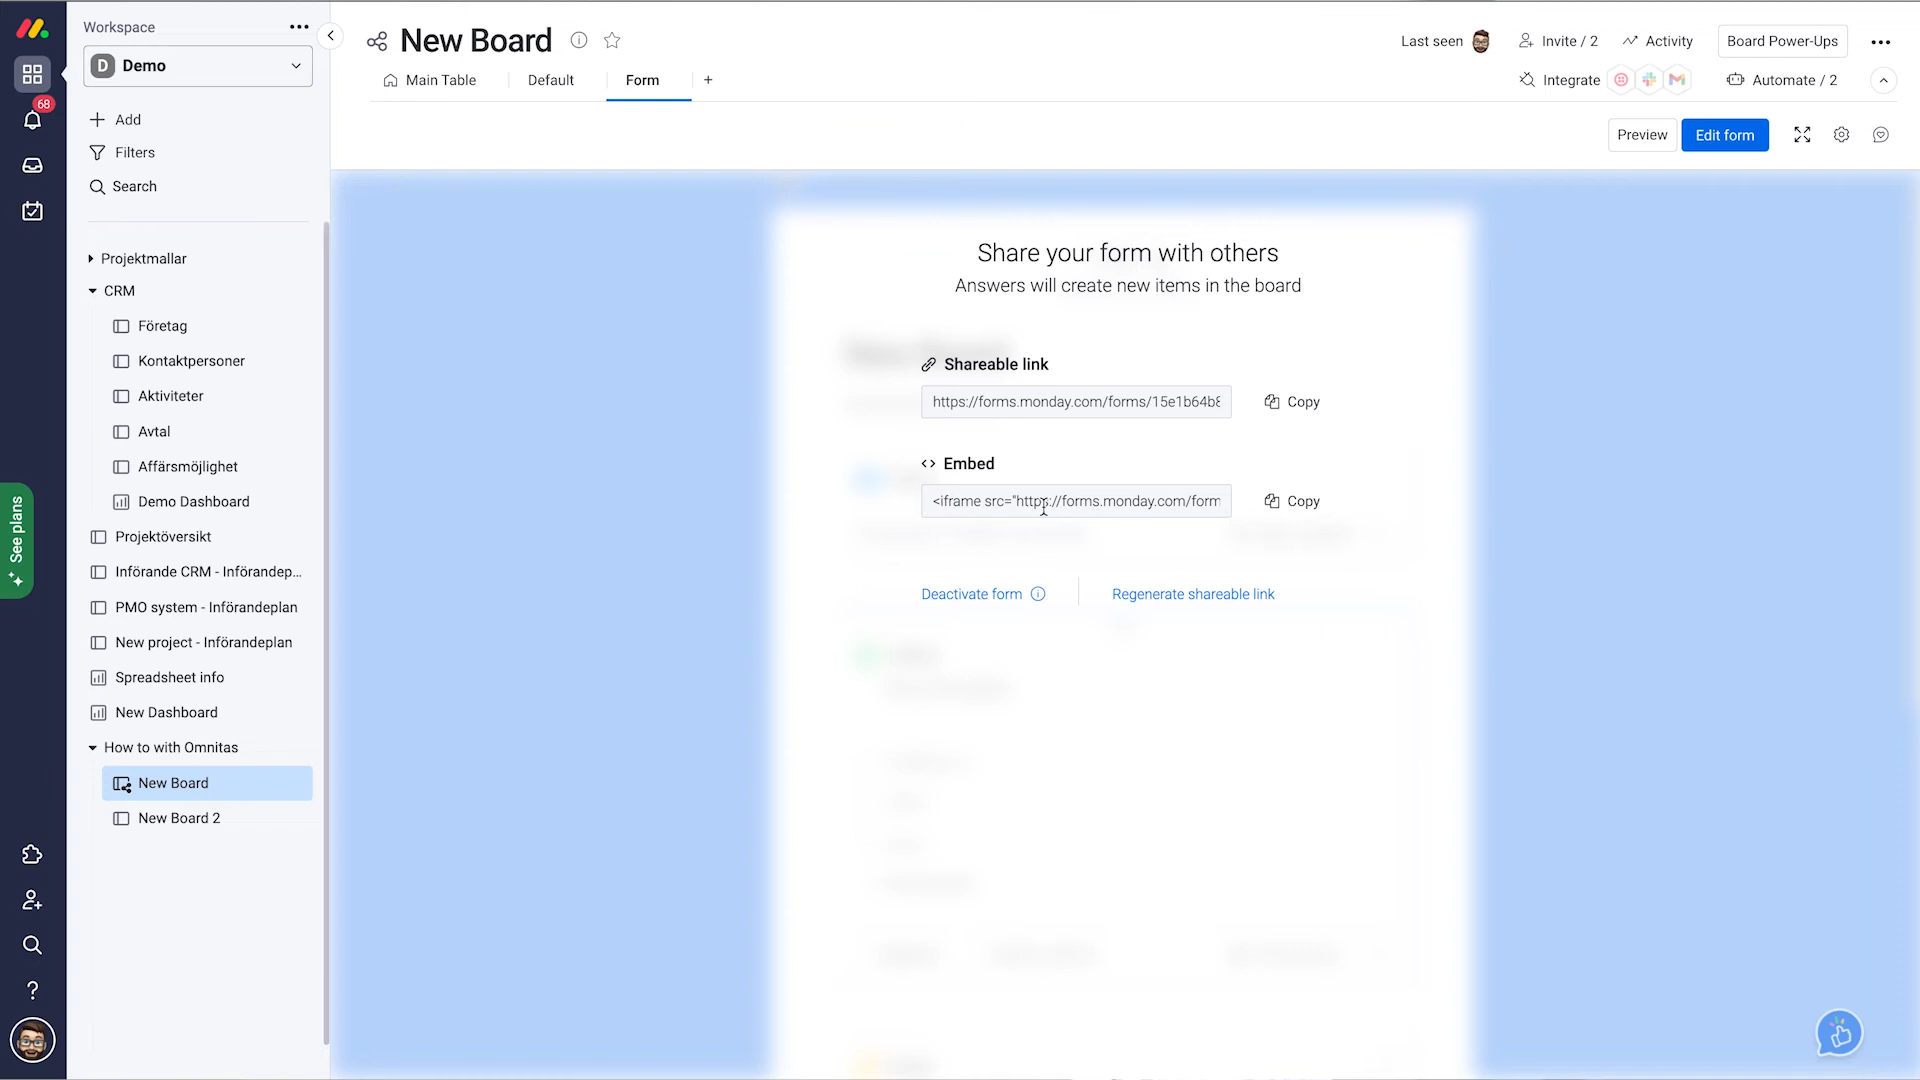 Workspace
D Demo
68
Add
Filters
Search
Projektmallar
CRM
Företag
Kontaktpersoner
Aktiviteter
Avtal
Affärsmöjlighet
Demo Dashboard
Projektöversikt
Införande CRM - Införandep...
PMO system - Införandeplan
New project - Införandeplan
Spreadsheet info
New Dashboard
How to with Omnitas
New Board
New Board 2
See plans
New Board
Last seen
Invite / 2
Activity
Board Power-Ups
Main Table
Default
Form
Integrate
Automate / 2
Preview
Edit form
Share your form with others
Answers will create new items in the board
Shareable link
https://forms.monday.com/forms/15e1b64b8
Copy
Embed
<iframe src="https://forms.monday.com/form
Copy
Deactivate form
Regenerate shareable link